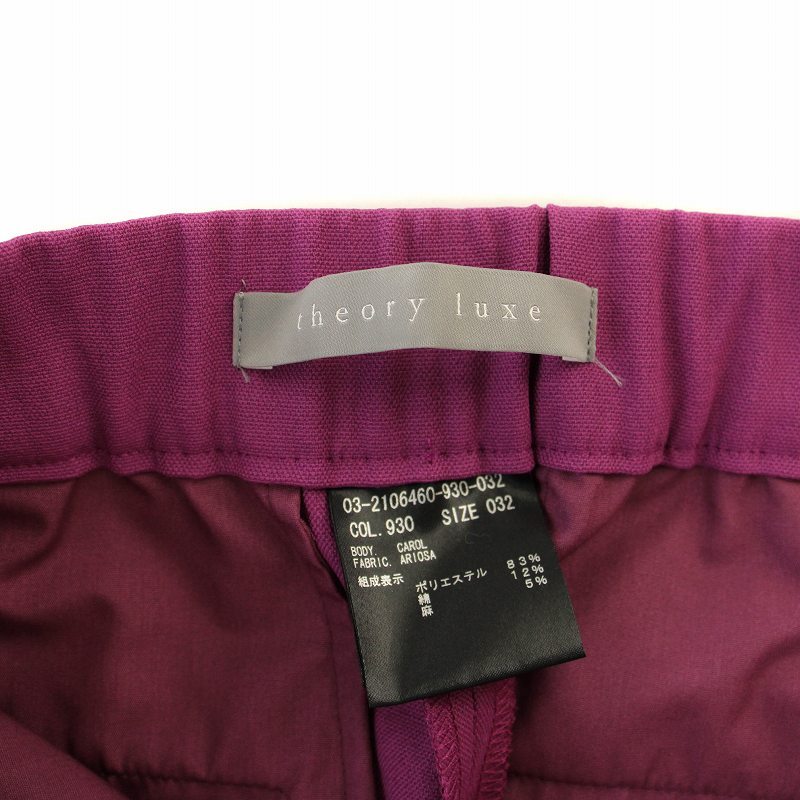 theory luxe
03-2106460-930-032
COL.930 SIZE 032
BODY. CAROL
FABRIC. ARIOSA
組成表示 ポリエステル 83%
綿 12%
麻 5%